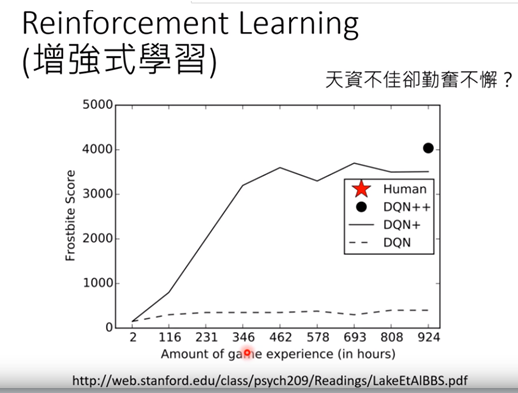 Reinforcement Learning
(增強式學習)
天資不佳卻勤奮不懈？
5000
4000
3000
2000
1000
0
Frostbite Score
Human
DQN++
DQN+
DQN
2 116 231 346 462 578 693 808 924
Amount of game experience (in hours)
http://web.stanford.edu/class/psych209/Readings/LakeEtAlBBS.pdf